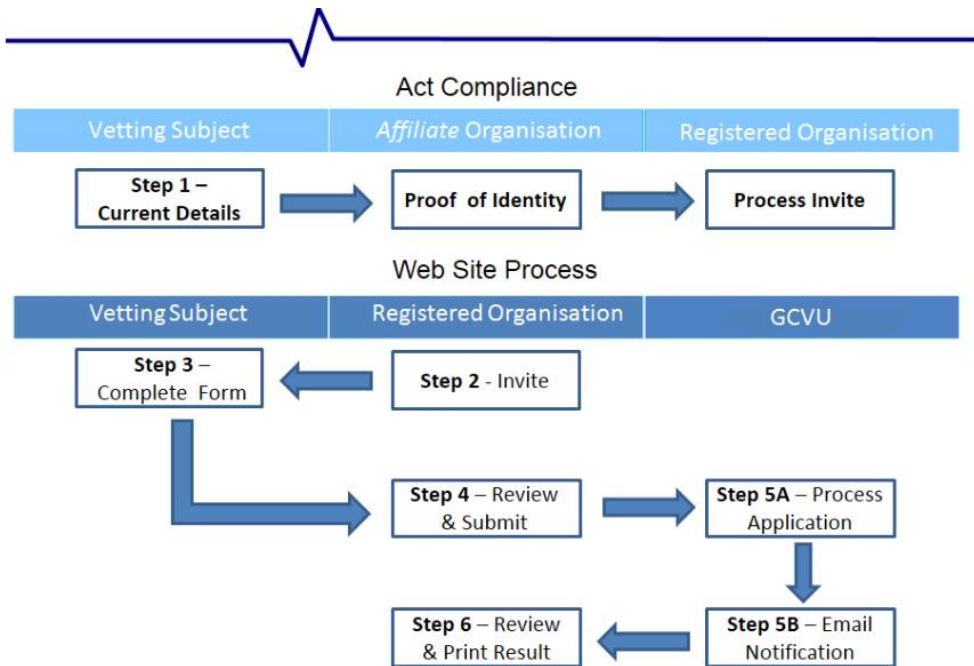 Act Compliance
Vetting Subject
Affiliate Organisation
Registered Organisation
Step 1 –
Current Details
Proof of Identity
Process Invite
Web Site Process
Vetting Subject
Registered Organisation
GCVU
Step 3 –
Complete Form
Step 2 - Invite
Step 4 – Review
& Submit
Step 5A – Process
Application
Step 6 – Review
& Print Result
Step 5B – Email
Notification